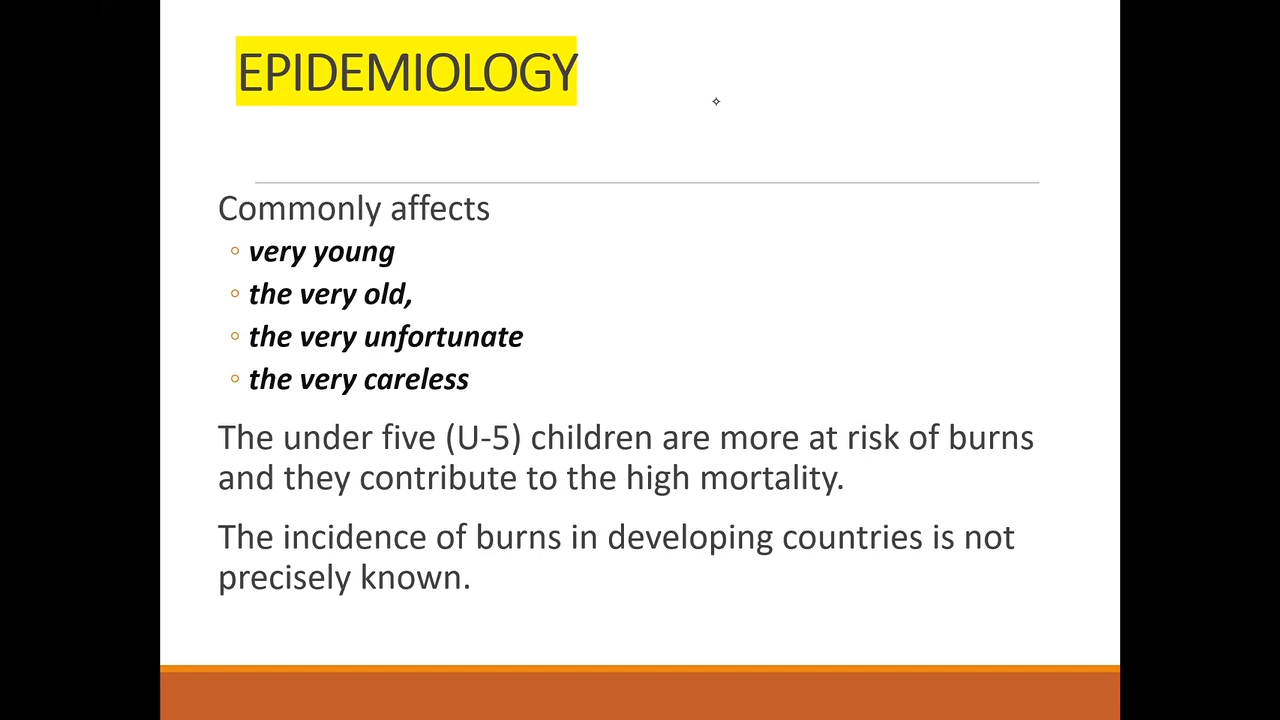 EPIDEMIOLOGY
Commonly affects
◦ very young
◦ the very old,
◦ the very unfortunate
◦ the very careless
The under five (U-5) children are more at risk of burns
and they contribute to the high mortality.
The incidence of burns in developing countries is not
precisely known.